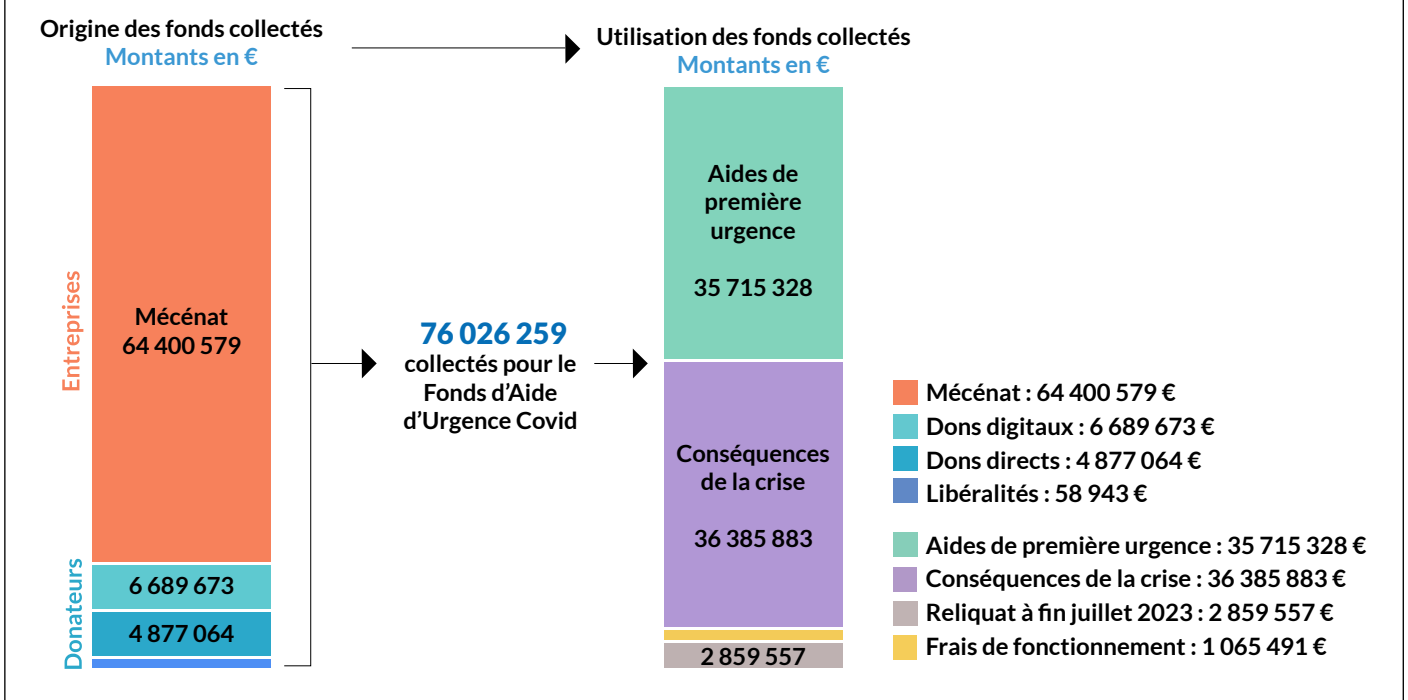 Origine des fonds collectés
Montants en €
Utilisation des fonds collectés
Montants en €
Entreprises
Mécénat
64 400 579
Donateurs
6 689 673
4 877 064
76 026 259
collectés pour le
Fonds d’Aide
d’Urgence Covid
Aides de
première
urgence
35 715 328
Conséquences
de la crise
36 385 883
2 859 557
Mécénat : 64 400 579 €
Dons digitaux : 6 689 673 €
Dons directs : 4 877 064 €
Libéralités : 58 943 €
Aides de première urgence : 35 715 328 €
Conséquences de la crise : 36 385 883 €
Reliquat à fin juillet 2023 : 2 859 557 €
Frais de fonctionnement : 1 065 491 €